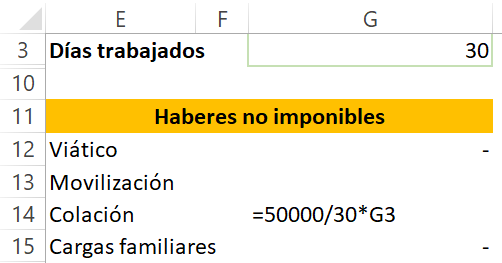 E F G
3 Días trabajados 30
10
11 Haberes no imponibles
12 Viático -
13 Movilización
14 Colación =50000/30*G3
15 Cargas familiares -